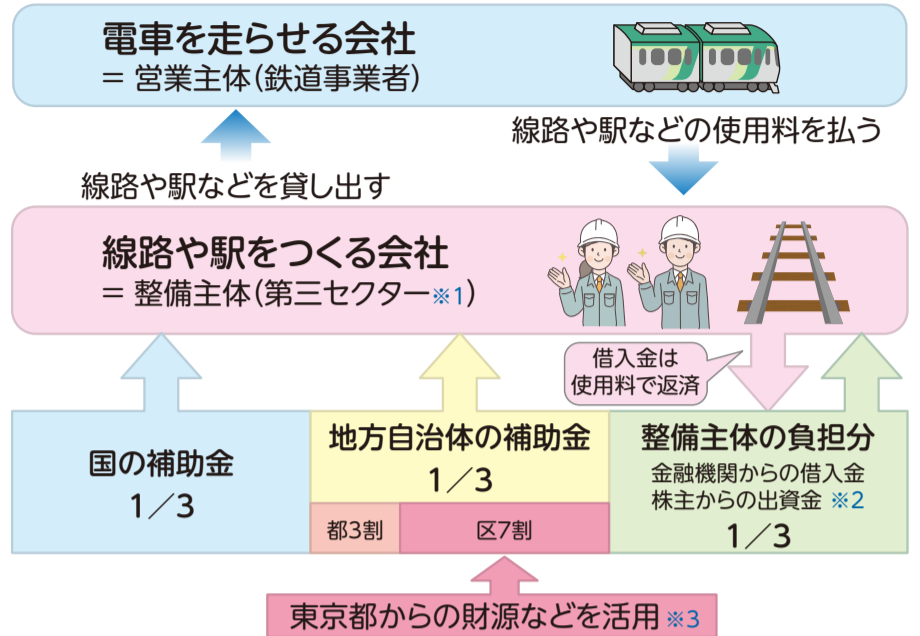 電車を走らせる会社
= 営業主体(鉄道事業者)
線路や駅などの使用料を払う
線路や駅などを貸し出す
線路や駅をつくる会社
= 整備主体(第三セクター※1)
借入金は
使用料で返済
国の補助金
1／3
地方自治体の補助金
1／3
都3割
区7割
整備主体の負担分
金融機関からの借入金
株主からの出資金 ※2
1／3
東京都からの財源などを活用 ※3